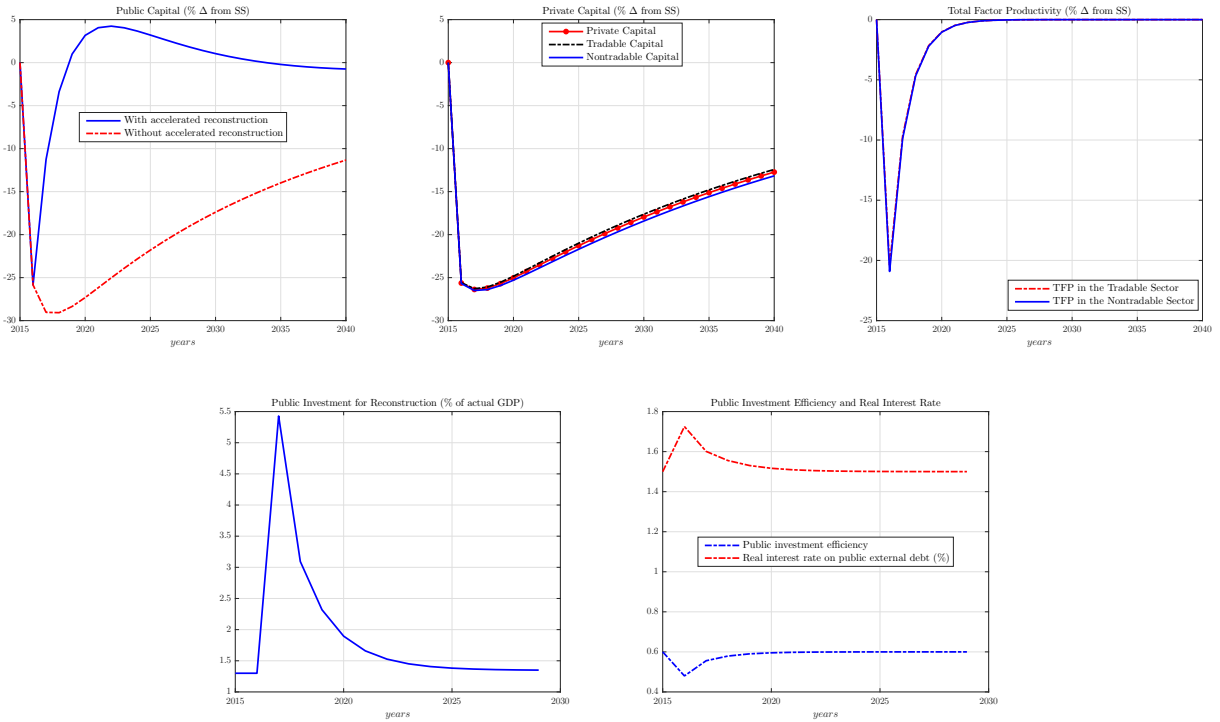 Public Capital (% Δ from SS)
5
0
-5
-10
-15
-20
-25
-30
2015 2020 2025 2030 2035 2040
years
With accelerated reconstruction
Without accelerated reconstruction
Private Capital (% Δ from SS)
5
0
-5
-10
-15
-20
-25
-30
2015 2020 2025 2030 2035 2040
years
Private Capital
Tradable Capital
Nontradable Capital
Total Factor Productivity (% Δ from SS)
0
-5
-10
-15
-20
-25
2015 2020 2025 2030 2035 2040
years
TFP in the Tradable Sector
TFP in the Nontradable Sector
Public Investment for Reconstruction (% of actual GDP)
5.5
5
4.5
4
3.5
3
2.5
2
1.5
1
2015 2020 2025 2030
years
Public Investment Efficiency and Real Interest Rate
1.8
1.6
1.4
1.2
1
0.8
0.6
0.4
2015 2020 2025 2030
years
Public investment efficiency
Real interest rate on public external debt (%)